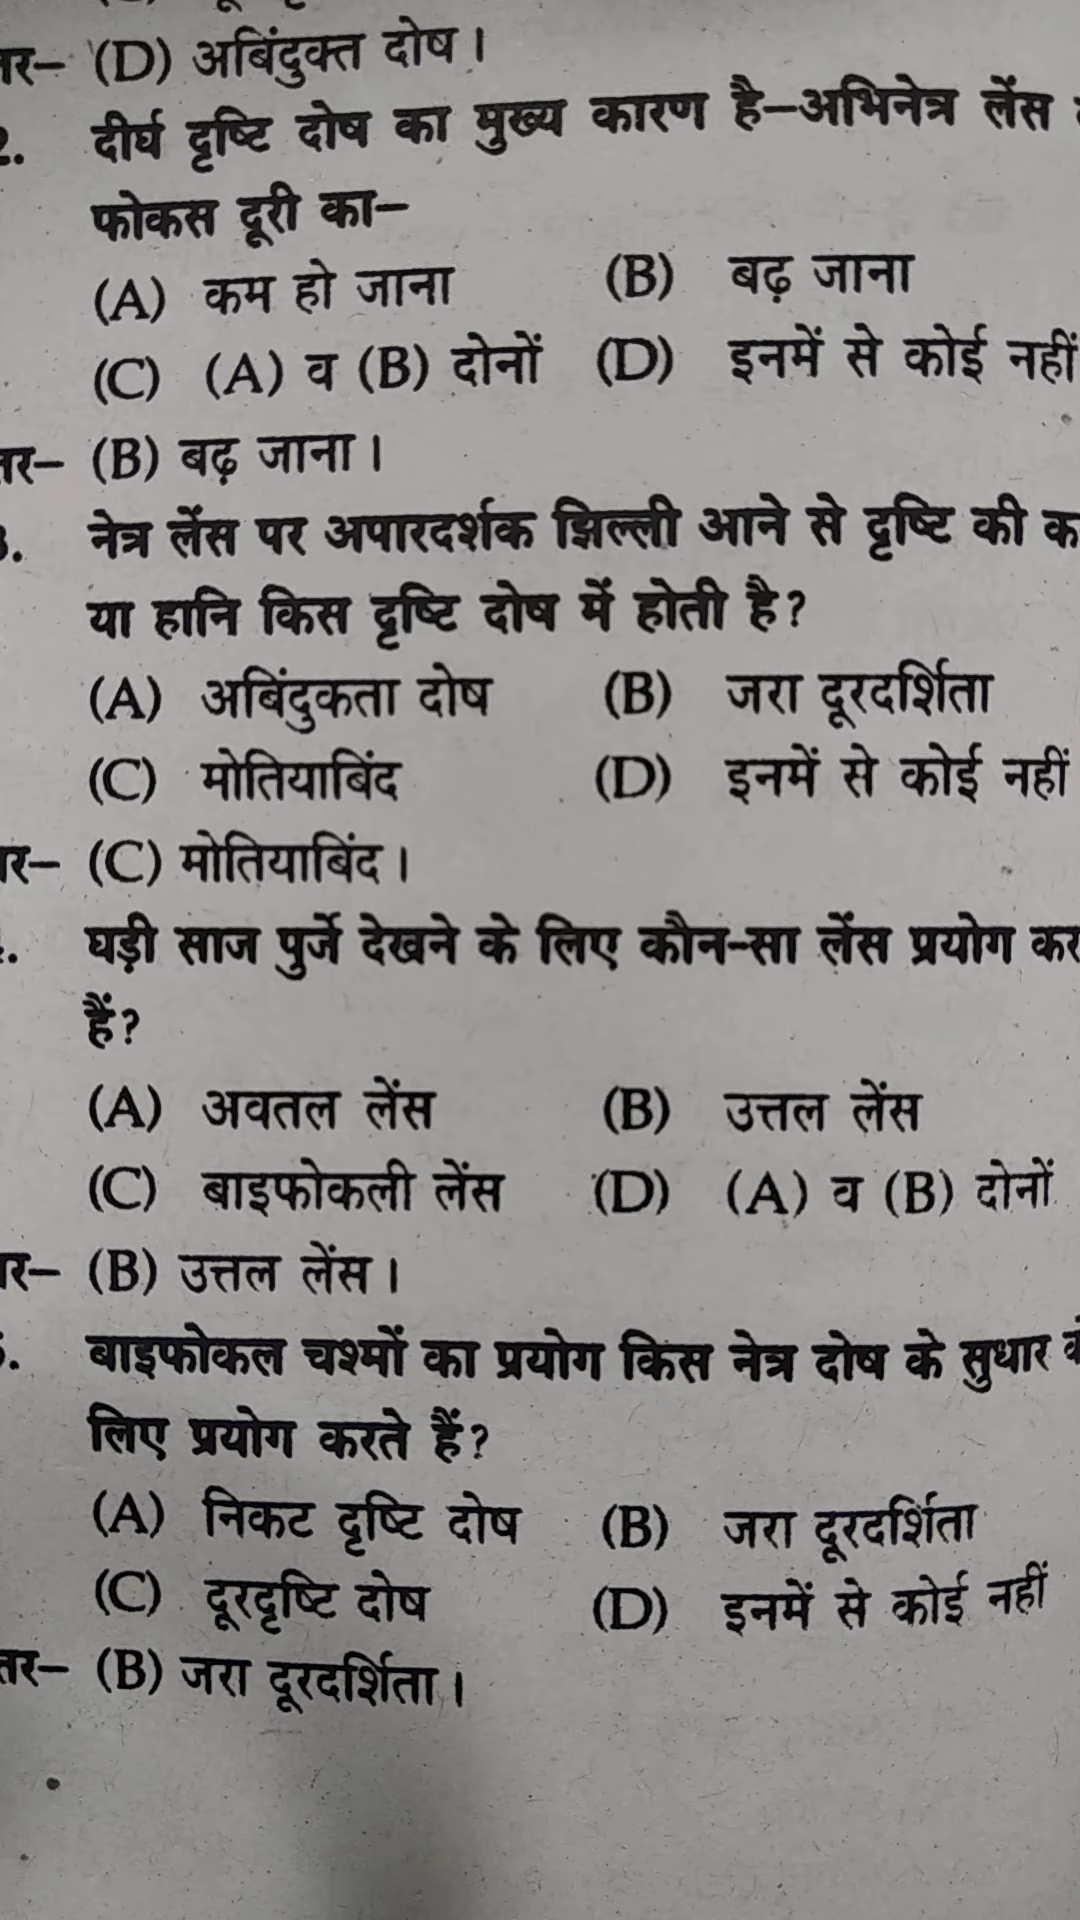 (D) अबिंदुक्त दोष।
दीर्घ दृष्टि दोष का मुख्य कारण है–अभिनेत्र लेंस
फोकस दूरी का–
(A) कम हो जाना (B) बढ़ जाना
(C) (A) व (B) दोनों (D) इनमें से कोई नहीं
(B) बढ़ जाना।
नेत्र लेंस पर अपारदर्शक झिल्ली आने से दृष्टि की
या हानि किस दृष्टि दोष में होती है?
(A) अबिंदुकता दोष (B) जरा दूरदर्शिता
(C) मोतियाबिंद (D) इनमें से कोई नहीं
(C) मोतियाबिंद।
घड़ी साज पुर्जे देखने के लिए कौन-सा लेंस प्रयोग कर
हैं?
(A) अवतल लेंस (B) उत्तल लेंस
(C) बाइफोकली लेंस (D) (A) व (B) दोनों
(B) उत्तल लेंस।
बाइफोकल चश्मों का प्रयोग किस नेत्र दोष के सुधार
लिए प्रयोग करते हैं?
(A) निकट दृष्टि दोष (B) जरा दूरदर्शिता
(C) दूरदृष्टि दोष (D) इनमें से कोई नहीं
(B) जरा दूरदर्शिता।